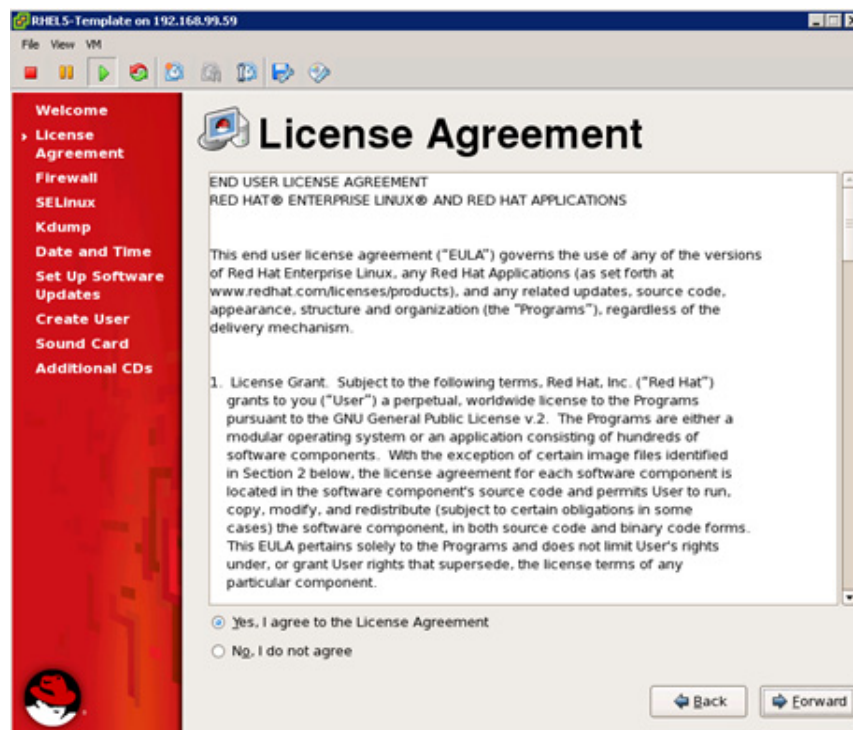 RHEL5-Template on 192.168.99.59
File View VM
Welcome
License
Agreement
Firewall
SELinux
Kdump
Date and Time
Set Up Software
Updates
Create User
Sound Card
Additional CDs
License Agreement
END USER LICENSE AGREEMENT
RED HAT® ENTERPRISE LINUX® AND RED HAT APPLICATIONS
This end user license agreement (“EULA”) governs the use of any of the versions
of Red Hat Enterprise Linux, any Red Hat Applications (as set forth at
www.redhat.com/licenses/products), and any related updates, source code,
appearance, structure and organization (the “Programs”), regardless of the
delivery mechanism.
1. License Grant. Subject to the following terms, Red Hat, Inc. (“Red Hat”)
grants to you (“User”) a perpetual, worldwide license to the Programs
pursuant to the GNU General Public License v.2. The Programs are either a
modular operating system or an application consisting of hundreds of
software components. With the exception of certain image files identified
in Section 2 below, the license agreement for each software component is
located in the software component's source code and permits User to run,
copy, modify, and redistribute (subject to certain obligations in some
cases) the software component, in both source code and binary code forms.
This EULA pertains solely to the Programs and does not limit User's rights
under, or grant User rights that supersede, the license terms of any
particular component.
Yes, I agree to the License Agreement
No, I do not agree
Back
Forward